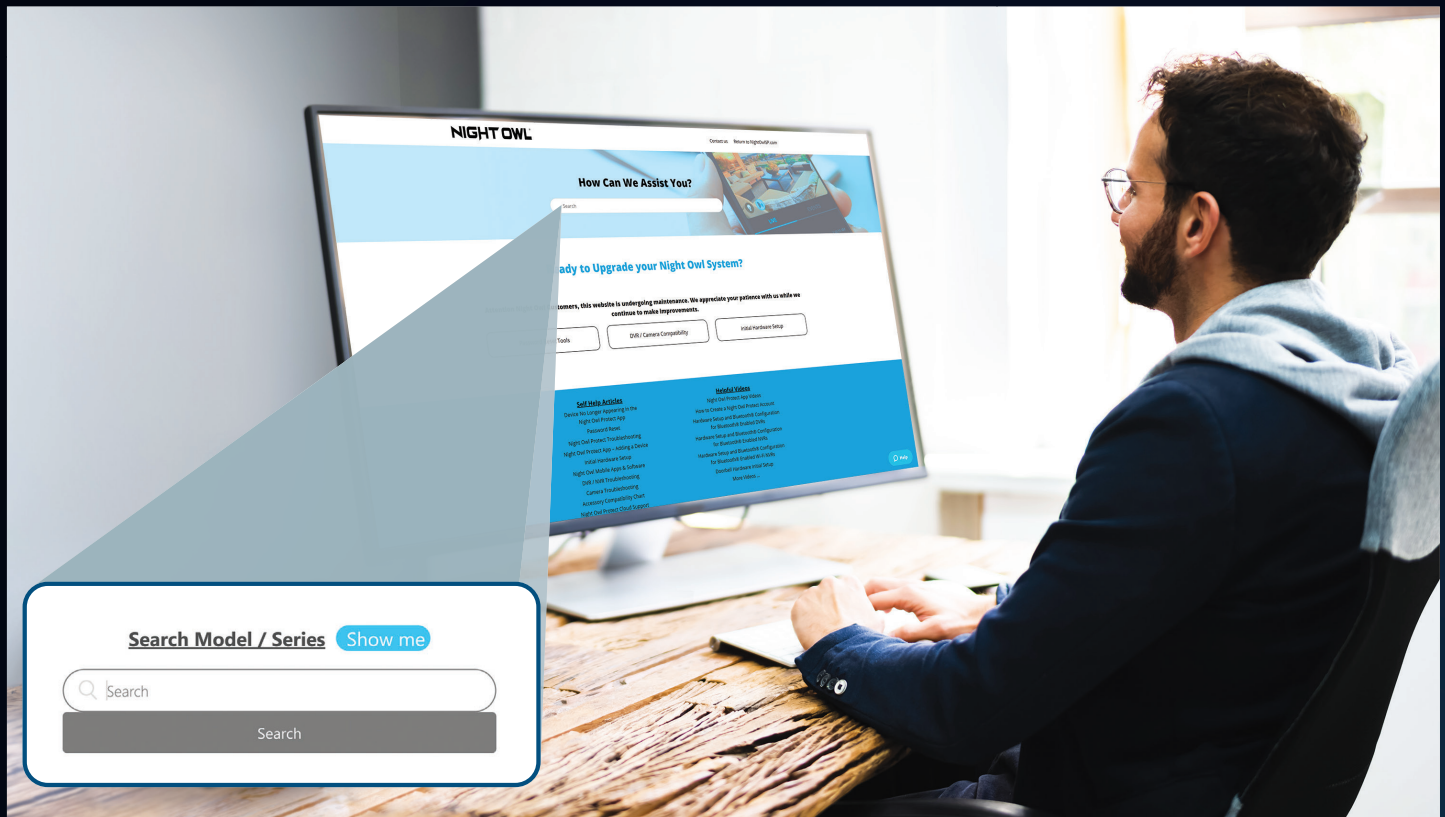 NIGHT OWL
Contact us Return to NightOwlSP.com
How Can We Assist You?
Search
ady to Upgrade your Night Owl System?
tomers, this website is undergoing maintenance. We appreciate your patience with us while we
continue to make improvements.
Tools
DVR / Camera Compatibility
Initial Hardware Setup
Self Help Articles
Device No Longer Appearing in the
Night Owl Protect App
Password Reset
Night Owl Protect Troubleshooting
Night Owl Protect App - Adding a Device
Initial Hardware Setup
Night Owl Mobile Apps & Software
DVR / NVR Troubleshooting
Camera Troubleshooting
Accessory Compatibility Chart
Night Owl Protect Cloud Support
Helpful Videos
Night Owl Protect App Videos
How to Create a Night Owl Protect Account
Hardware Setup and Bluetooth® Configuration
for Bluetooth® Enabled DVRs
Hardware Setup and Bluetooth® Configuration
for Bluetooth® Enabled NVRs
Hardware Setup and Bluetooth® Configuration
for Bluetooth® Enabled Wi-Fi NVRs
Doorbell Hardware Initial Setup
More Videos ...
Help
Search Model / Series Show me
Search
Search